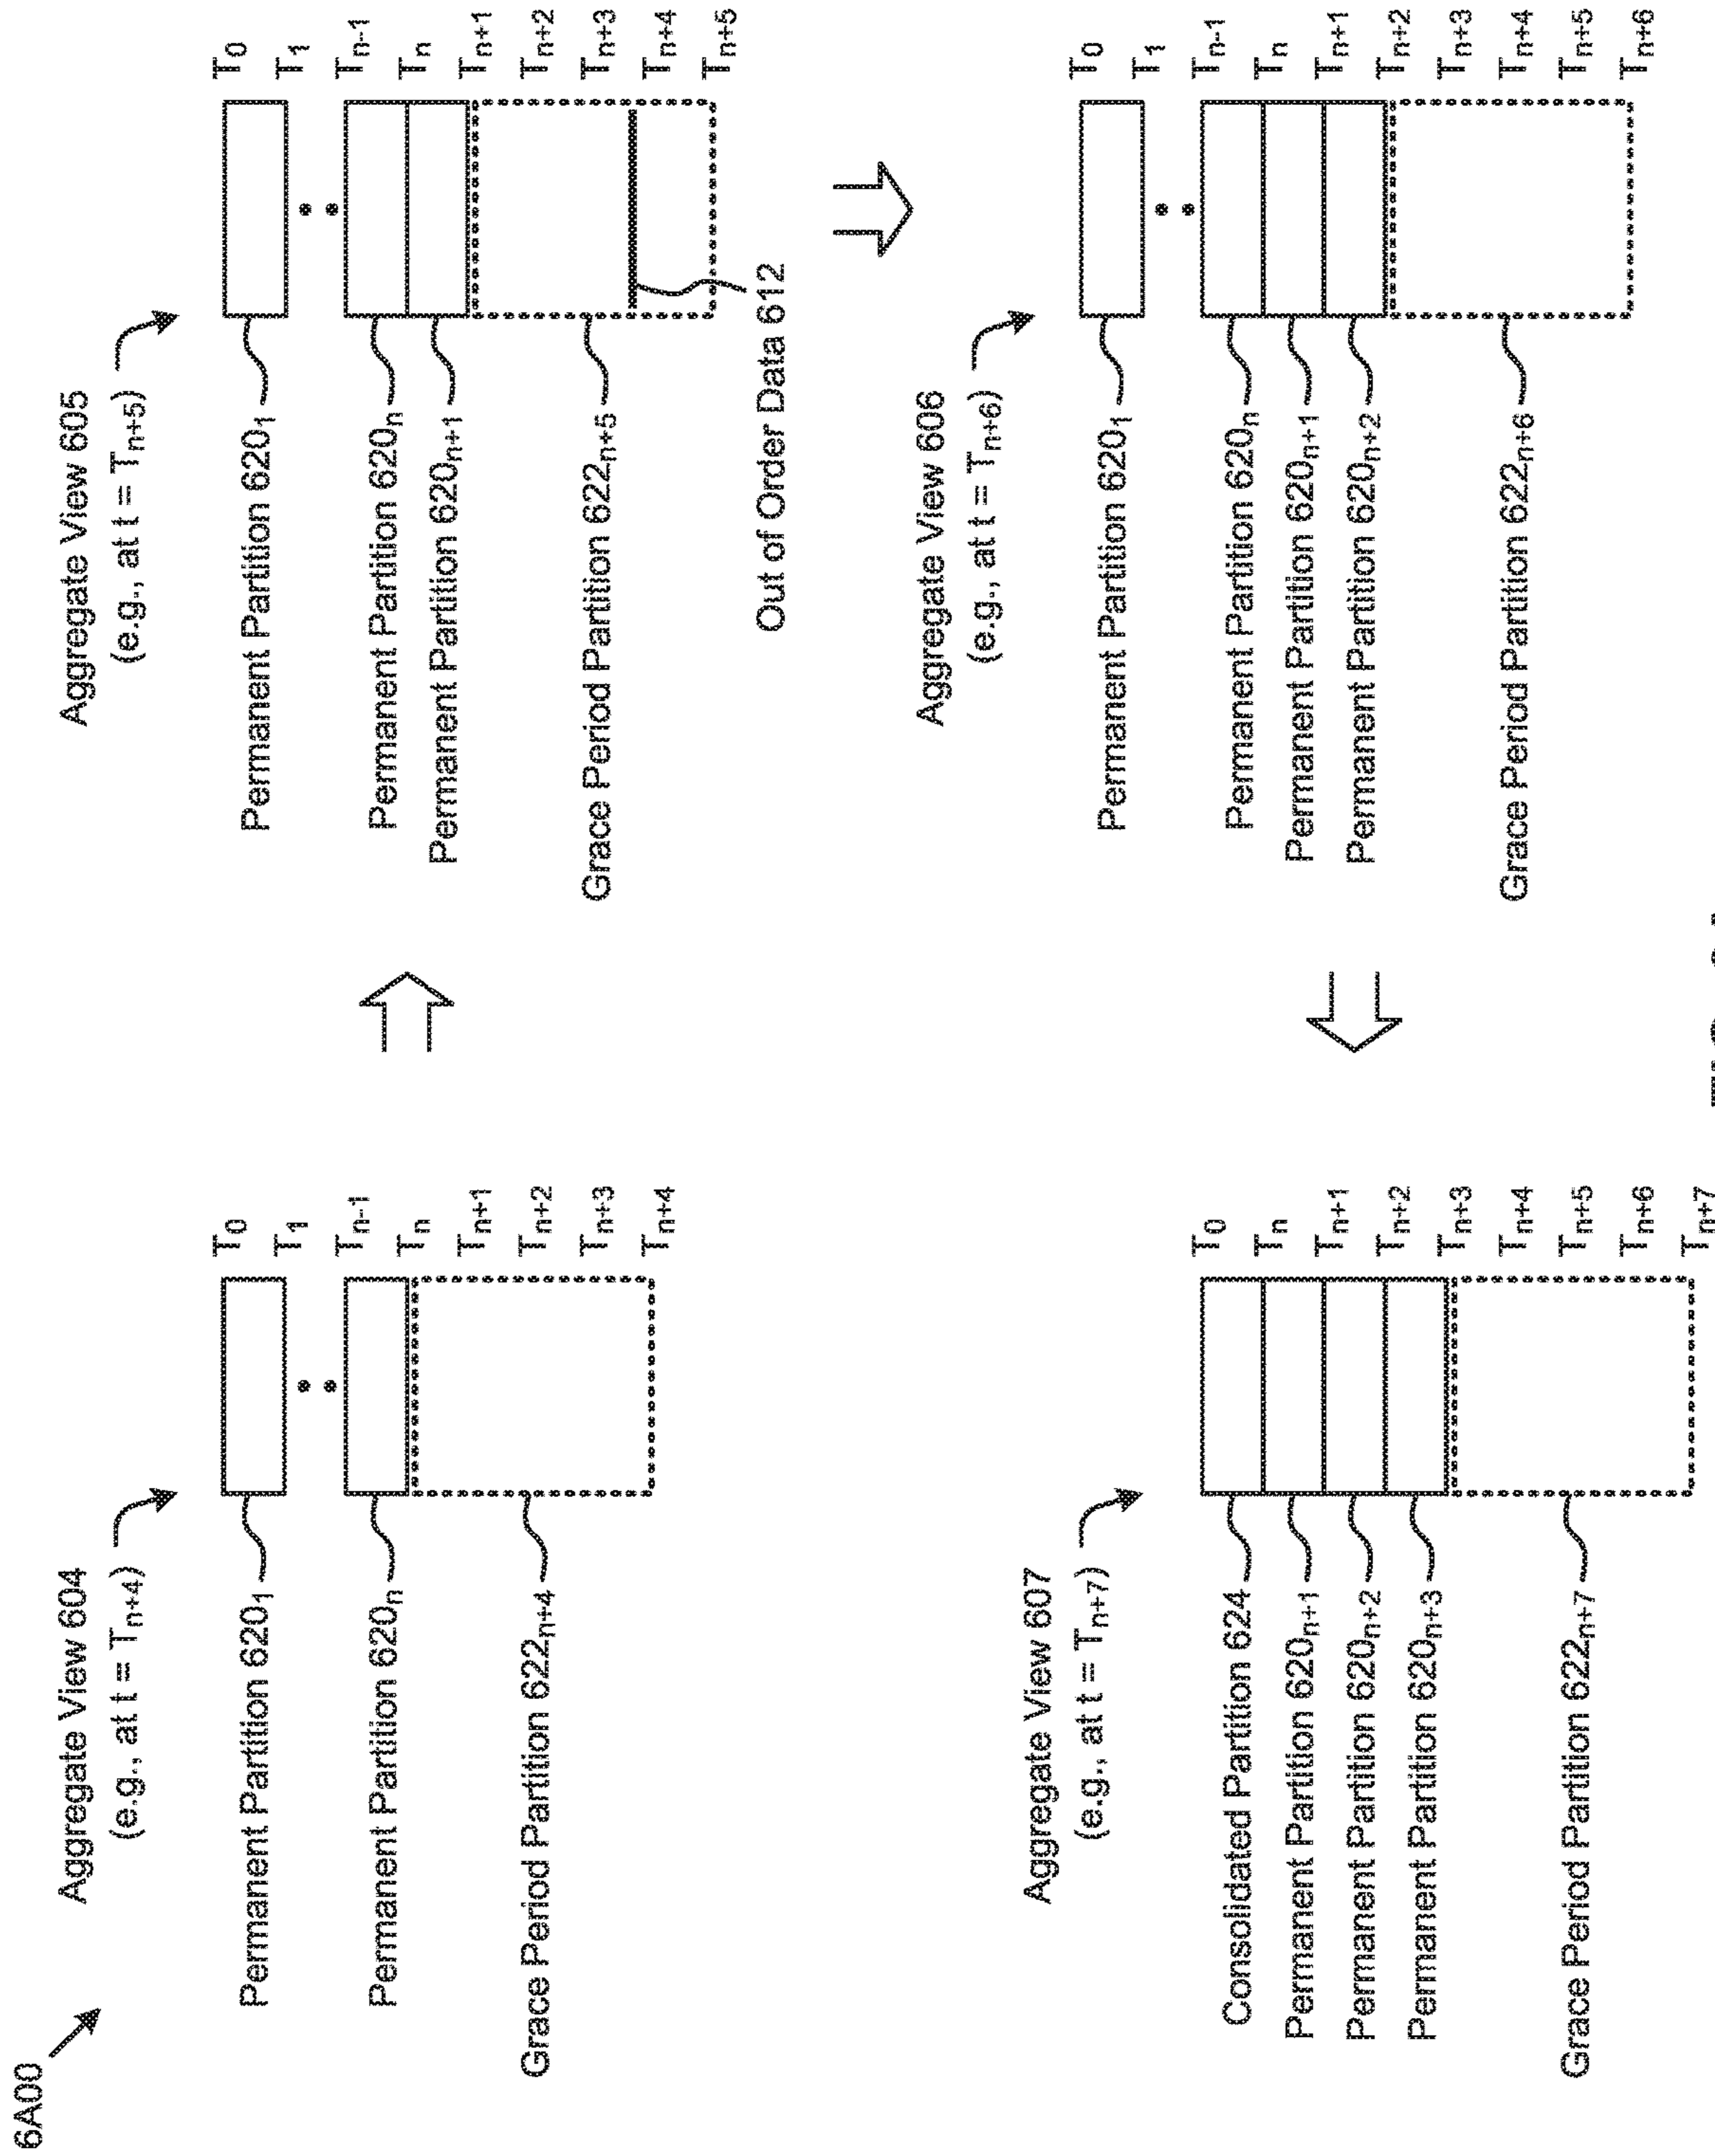 6A00
Aggregate View 604
(e.g., at t = Tn+4)
Permanent Partition 620₁
Permanent Partition 620n
Grace Period Partition 622n+4
T0
T1
Tn-1
Tn
Tn+1
Tn+2
Tn+3
Tn+4
Aggregate View 605
(e.g., at t = Tn+5)
Permanent Partition 620₁
Permanent Partition 620n
Permanent Partition 620n+1
Grace Period Partition 622n+5
Out of Order Data 612
T0
T1
Tn-1
Tn
Tn+1
Tn+2
Tn+3
Tn+4
Tn+5
Aggregate View 607
(e.g., at t = Tn+7)
Consolidated Partition 624
Permanent Partition 620n+1
Permanent Partition 620n+2
Permanent Partition 620n+3
Grace Period Partition 622n+7
T0
Tn
Tn+1
Tn+2
Tn+3
Tn+4
Tn+5
Tn+6
Tn+7
Aggregate View 606
(e.g., at t = Tn+6)
Permanent Partition 620₁
Permanent Partition 620n
Permanent Partition 620n+1
Permanent Partition 620n+2
Grace Period Partition 622n+6
T0
T1
Tn-1
Tn
Tn+1
Tn+2
Tn+3
Tn+4
Tn+5
Tn+6